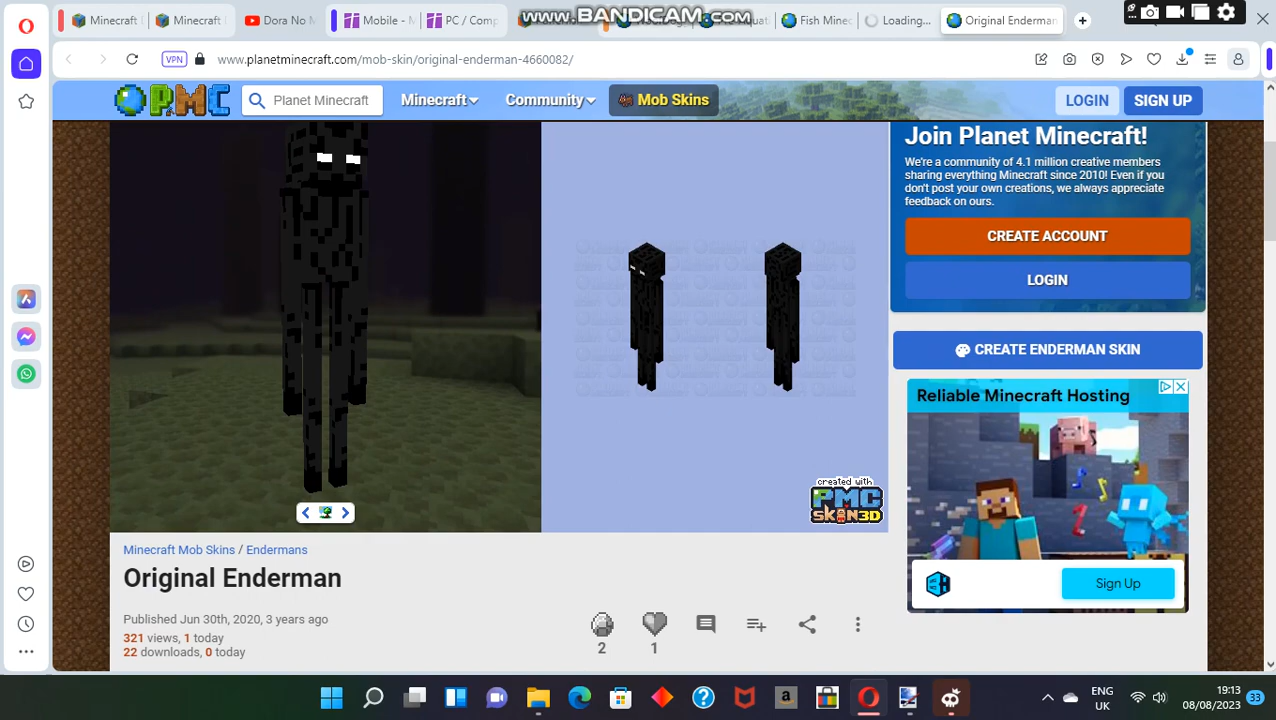 www.BANDICAM.com
Minecraft
Minecraft
Dora No M
Mobile - M
PC / Comp
Fish Minec
Loading...
Original Enderman
VPN
www.planetminecraft.com/mob-skin/original-enderman-4660082/
PMC
Planet Minecraft
Minecraft
Community
Mob Skins
LOGIN
SIGN UP
Join Planet Minecraft!
We're a community of 4.1 million creative members
sharing everything Minecraft since 2010! Even if you
don't post your own creations, we always appreciate
feedback on ours.
CREATE ACCOUNT
LOGIN
CREATE ENDERMAN SKIN
Reliable Minecraft Hosting
Sign Up
created with
PMC
SKIN3D
Minecraft Mob Skins / Endermans
Original Enderman
Published Jun 30th, 2020, 3 years ago
321 views, 1 today
22 downloads, 0 today
2
1
ENG
UK
19:13
08/08/2023
33